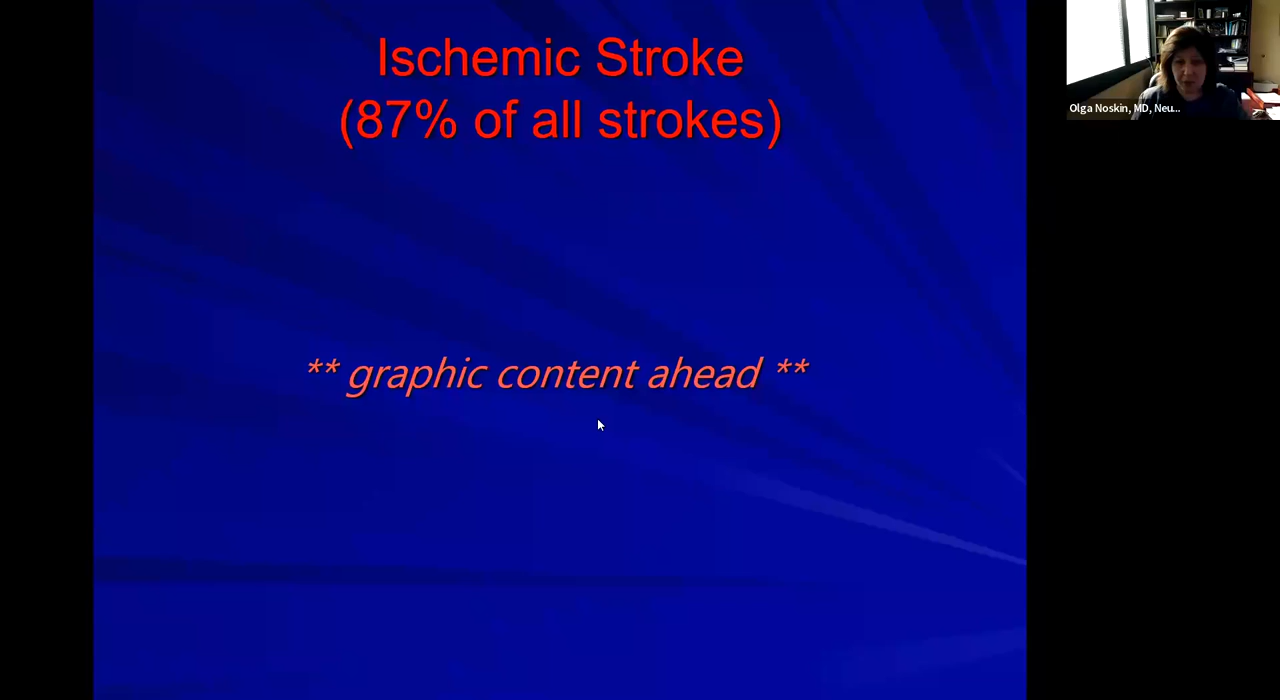 Ischemic Stroke
(87% of all strokes)
** graphic content ahead **
Olga Noskin, MD, Neu...